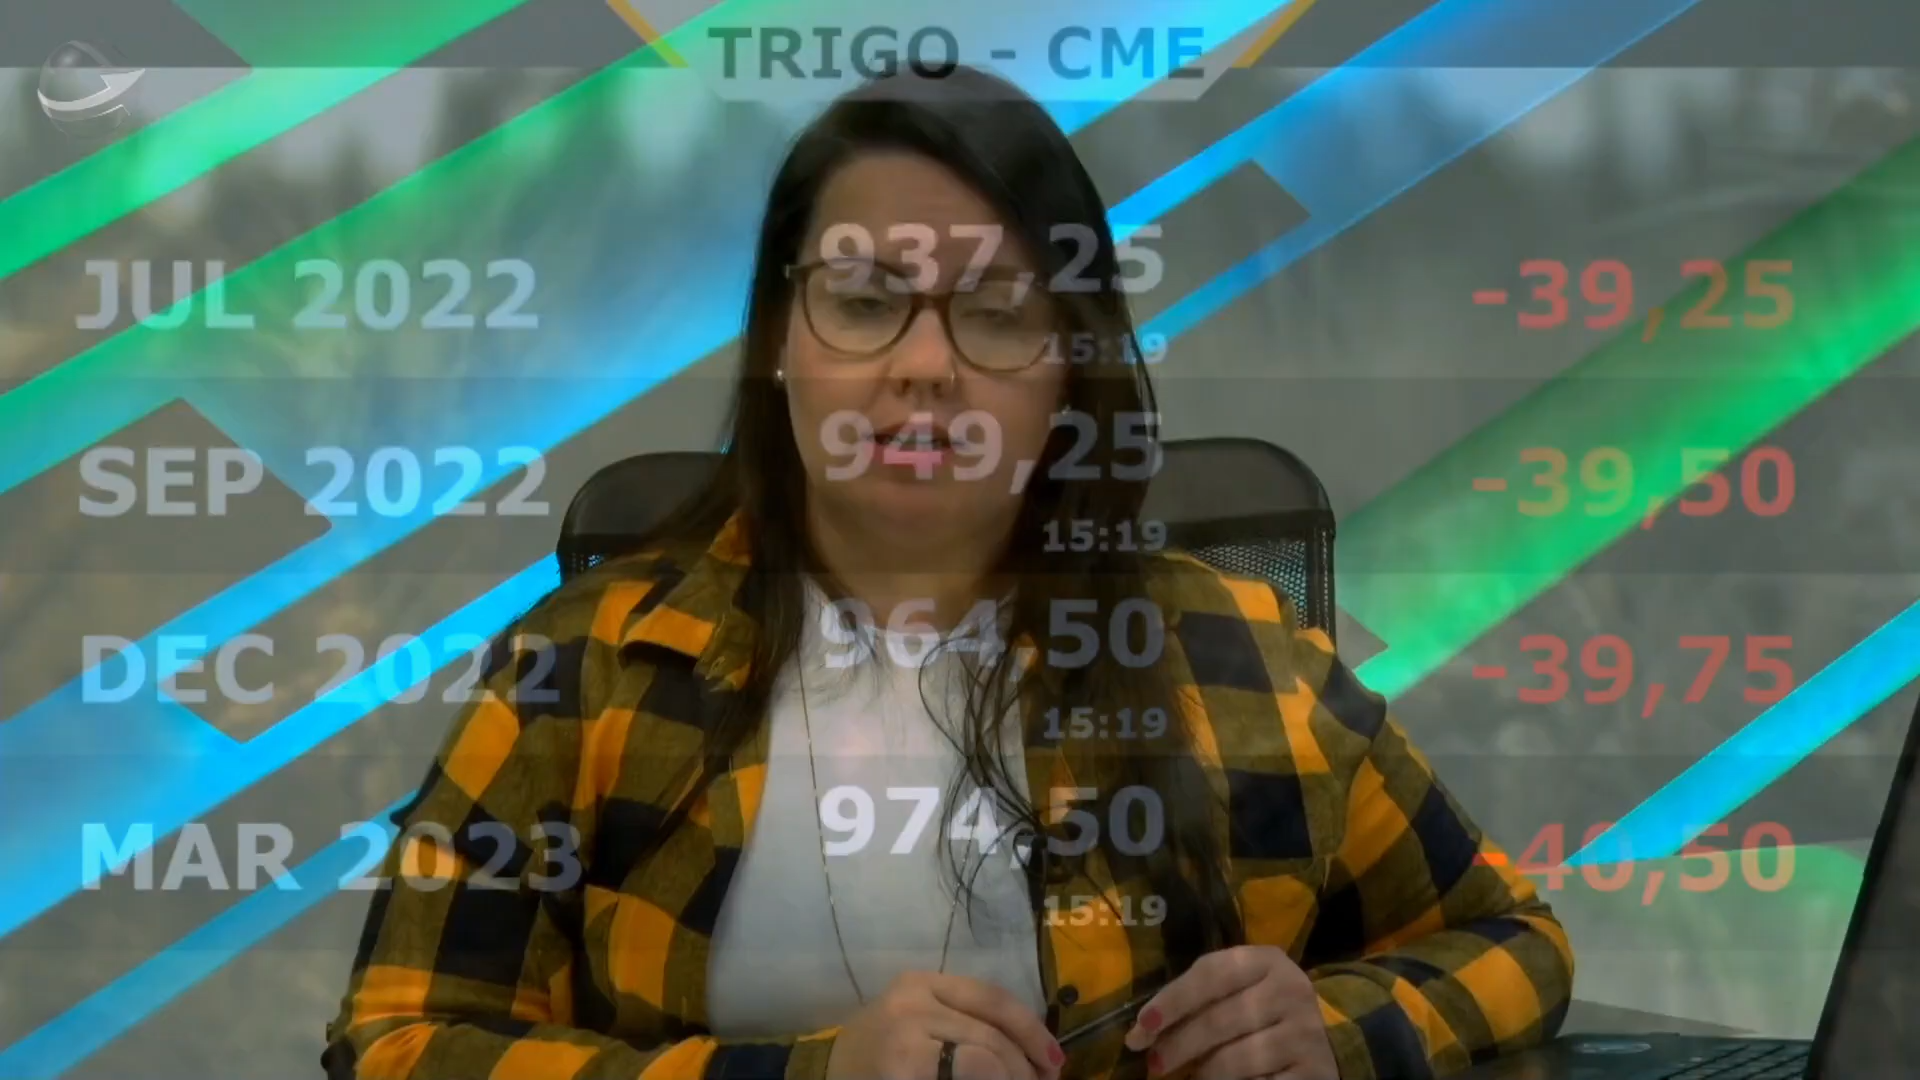 TRIGO - CME
JUL 2022 937,25 -39,25
15:19
SEP 2022 949,25 -39,50
15:19
DEC 2022 964,50 -39,75
15:19
MAR 2023 974,50 -40,50
15:19